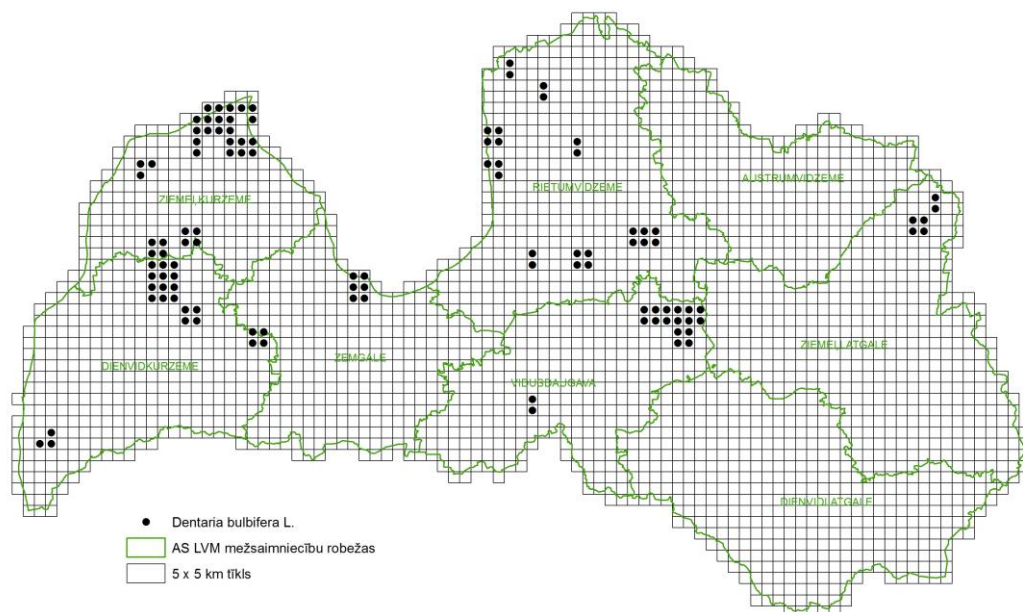 RIETUMVIDZEME
AUSTRUMVIDZEME
ZIEMEĻKURZEME
ZIEMEĻLATGALE
DIENVIDKURZEME
ZEMGALE
VIDUSDAUGAVA
DIENVIDLATGALE
Dentaria bulbifera L.
AS LVM mežsaimniecību robežas
5 x 5 km tīkls